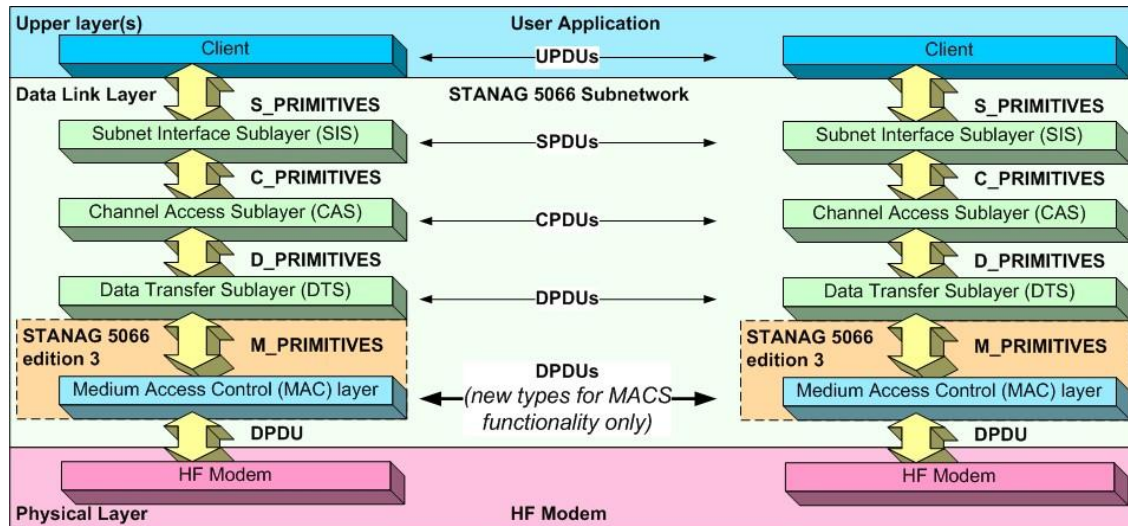 Upper layer(s) User Application
Client UPDUs Client
Data Link Layer STANAG 5066 Subnetwork
S_PRIMITIVES S_PRIMITIVES
Subnet Interface Sublayer (SIS) SPDUs Subnet Interface Sublayer (SIS)
C_PRIMITIVES C_PRIMITIVES
Channel Access Sublayer (CAS) CPDUs Channel Access Sublayer (CAS)
D_PRIMITIVES D_PRIMITIVES
Data Transfer Sublayer (DTS) DPDUs Data Transfer Sublayer (DTS)
STANAG 5066 STANAG 5066
edition 3 M_PRIMITIVES edition 3 M_PRIMITIVES
DPDUs
Medium Access Control (MAC) layer (new types for MACS Medium Access Control (MAC) layer
functionality only)
DPDU DPDU
HF Modem HF Modem
Physical Layer HF Modem